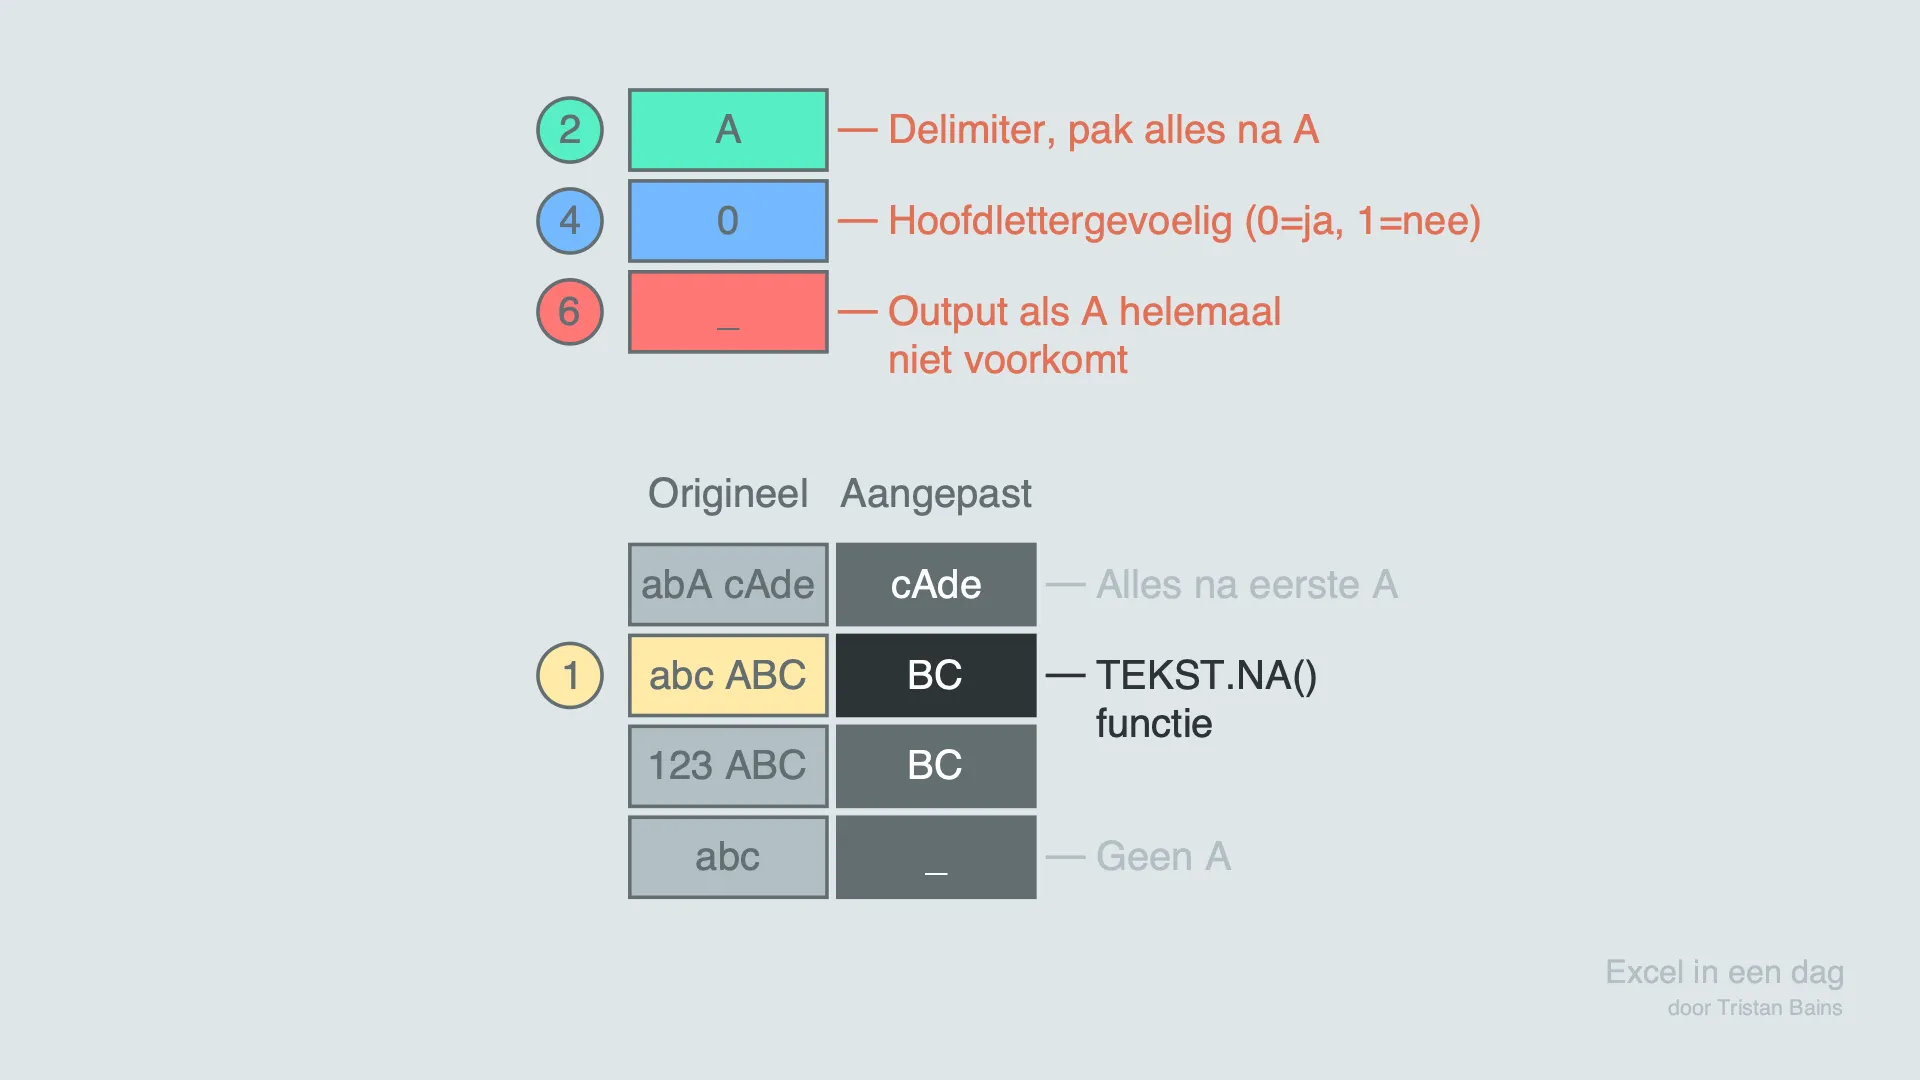 2 A — Delimiter, pak alles na A
4 0 — Hoofdlettergevoelig (0=ja, 1=nee)
6 _ — Output als A helemaal
niet voorkomt
Origineel Aangepast
abA cAde cAde — Alles na eerste A
1 abc ABC BC — TEKST.NA()
functie
123 ABC BC
abc _ — Geen A
Excel in een dag
door Tristan Bains